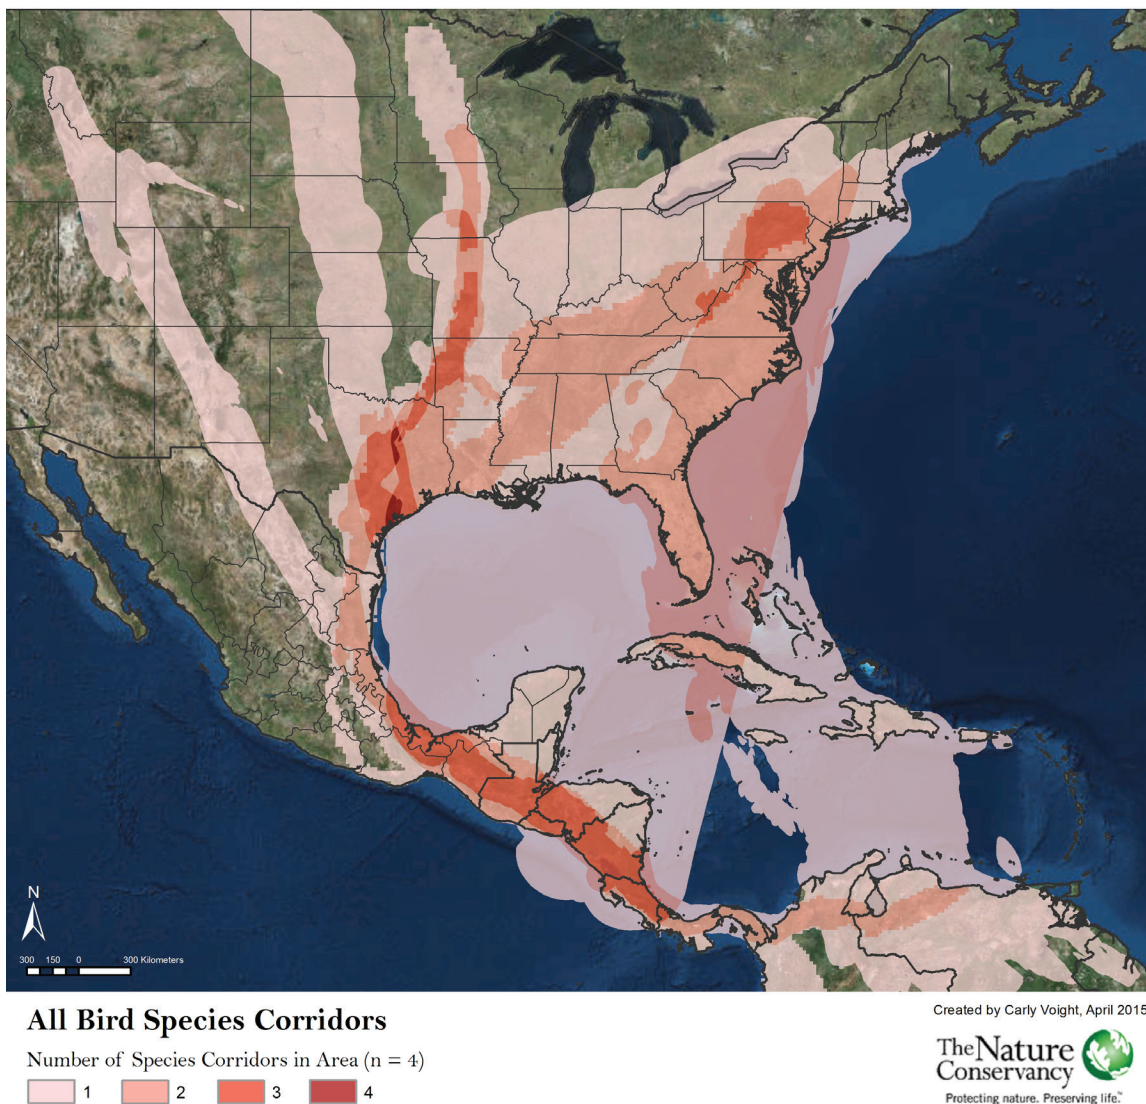 N
300 150 0 300 Kilometers
All Bird Species Corridors
Number of Species Corridors in Area (n = 4)
1 2 3 4
Created by Carly Voight, April 2015
The Nature
Conservancy
Protecting nature. Preserving life.™